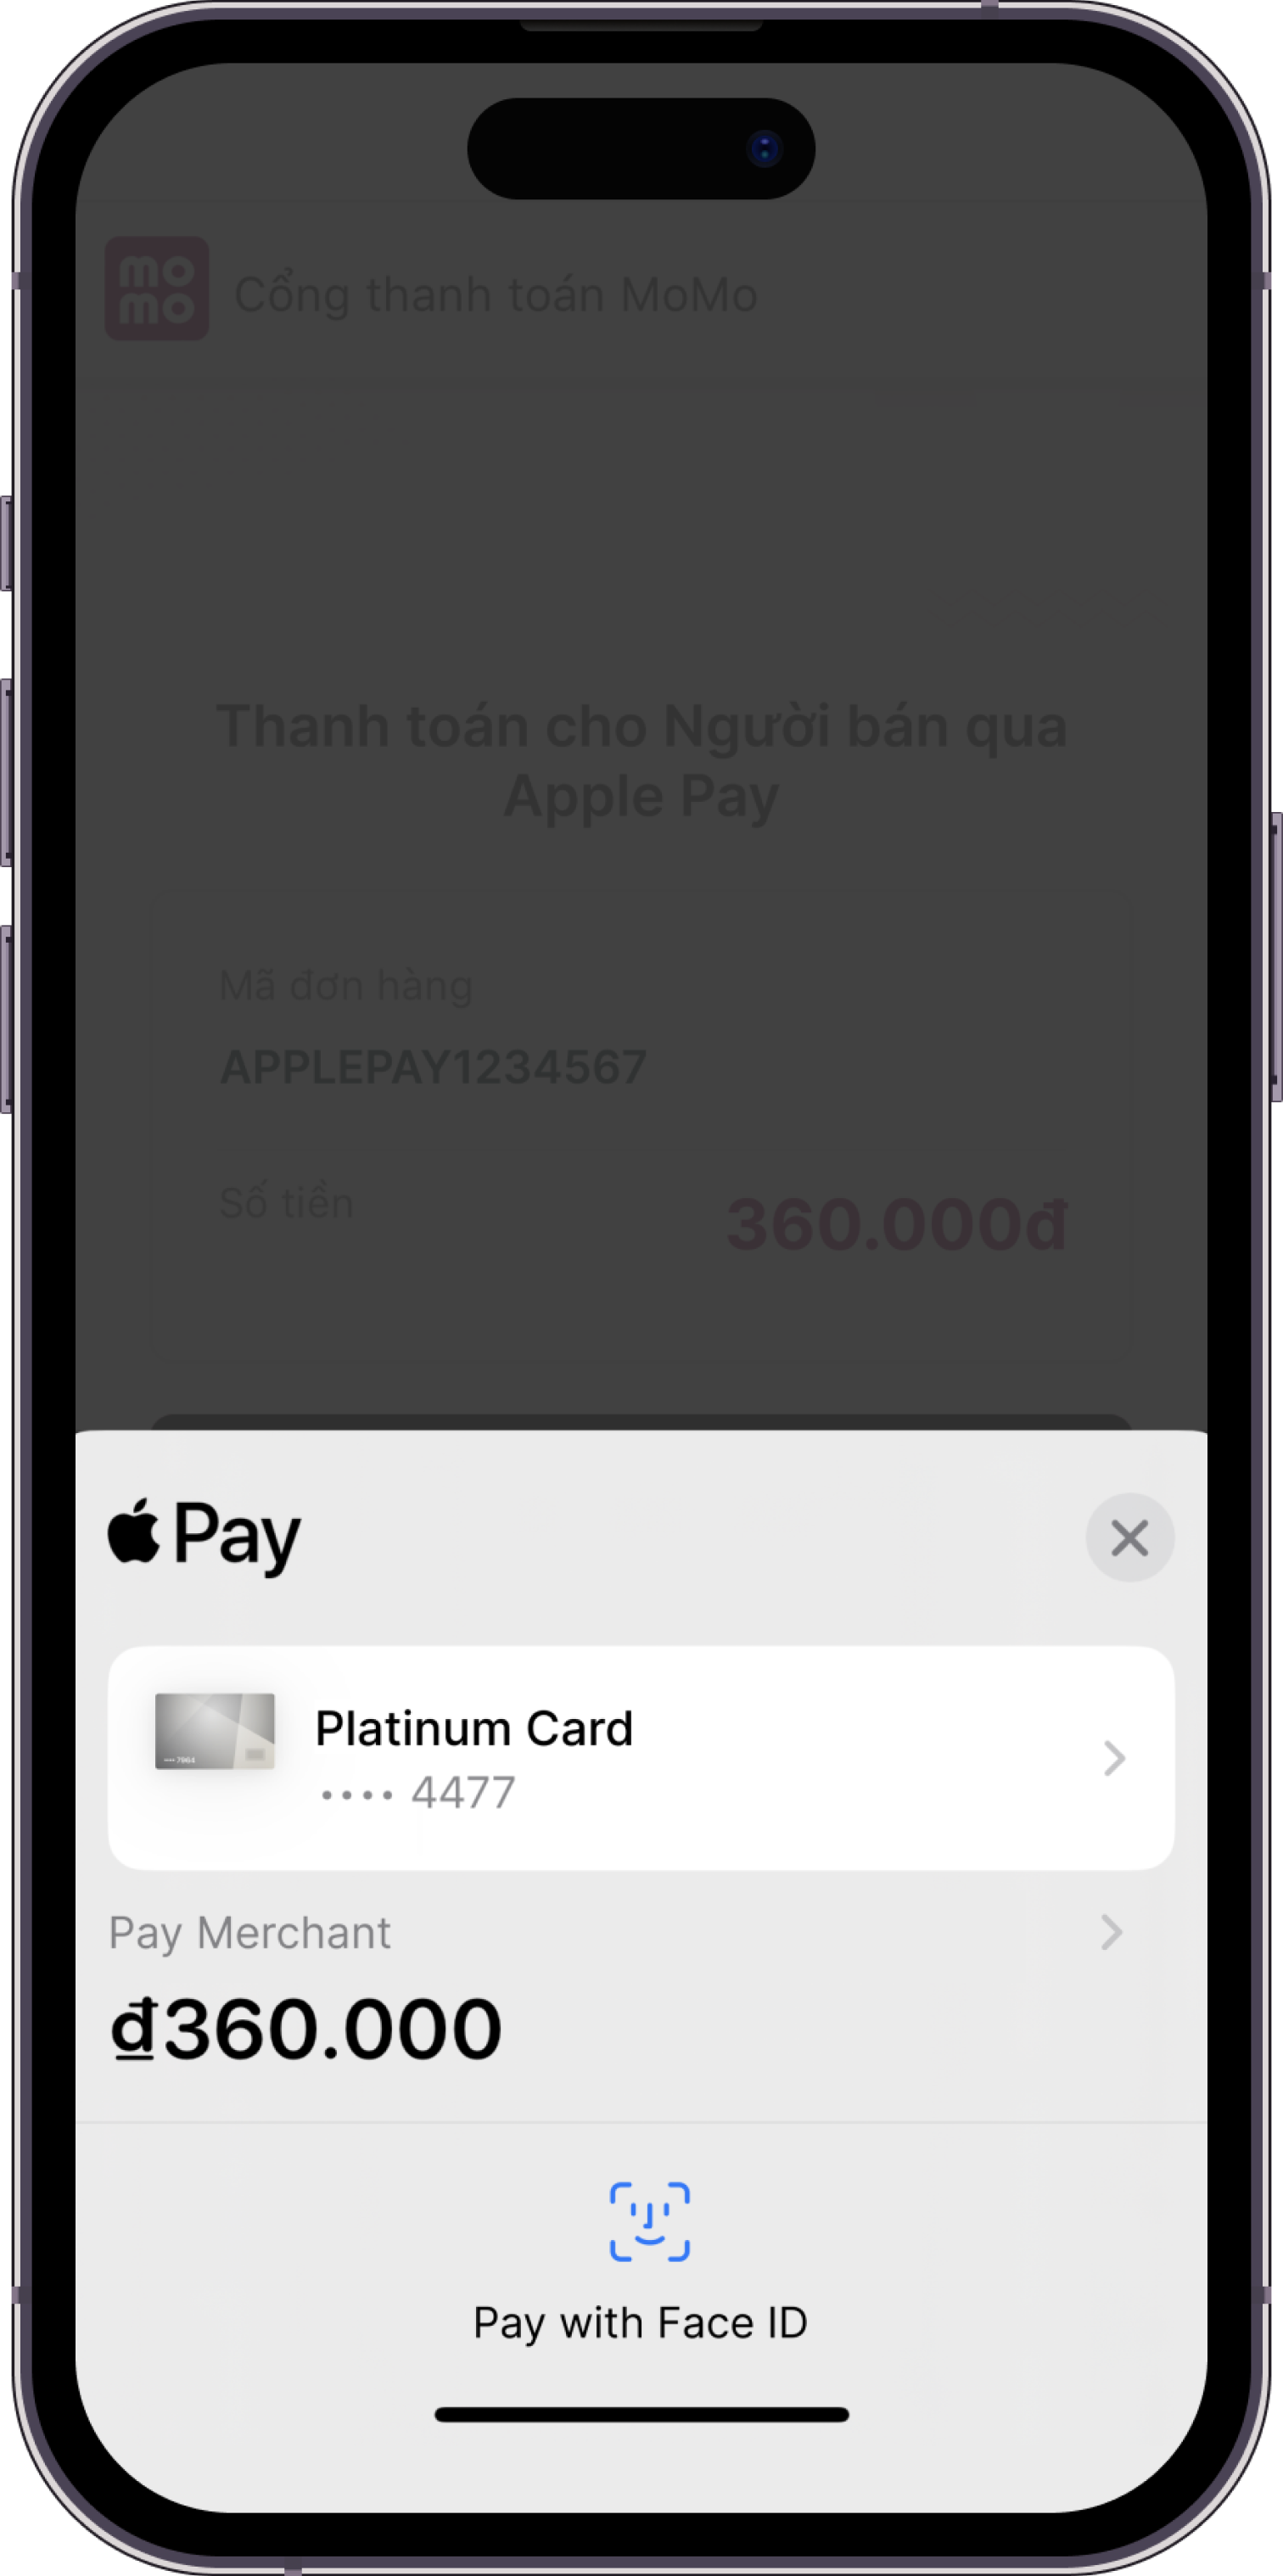 mo
mo
Cổng thanh toán MoMo
Thanh toán cho Người bán qua
Apple Pay
Mã đơn hàng
APPLEPAY1234567
Số tiền
360.000đ
Pay
Platinum Card
•••• 7964
•••• 4477
Pay Merchant
₫360.000
Pay with Face ID